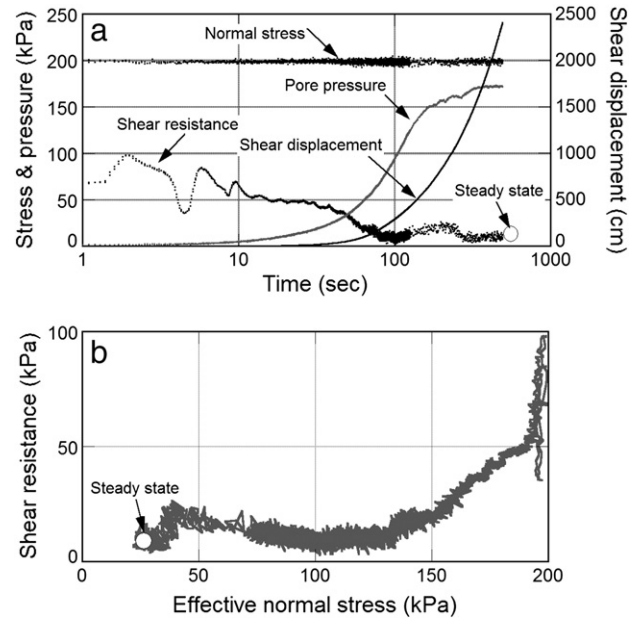 a
Stress & pressure (kPa)
250
200
150
100
50
0
2500
2000
1500
1000
500
0
Shear displacement (cm)
Normal stress
Pore pressure
Shear resistance
Shear displacement
Steady state
1 10 100 1000
Time (sec)
b
Shear resistance (kPa)
100
50
0
Steady state
0 50 100 150 200
Effective normal stress (kPa)